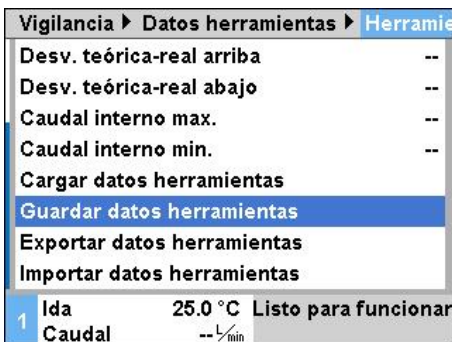 Vigilancia ▶ Datos herramientas ▶ Herramie
Desv. teórica-real arriba --
Desv. teórica-real abajo --
Caudal interno max. --
Caudal interno min. --
Cargar datos herramientas
Guardar datos herramientas
Exportar datos herramientas
Importar datos herramientas
1 Ida 25.0 °C Listo para funcionar
Caudal -- L/min